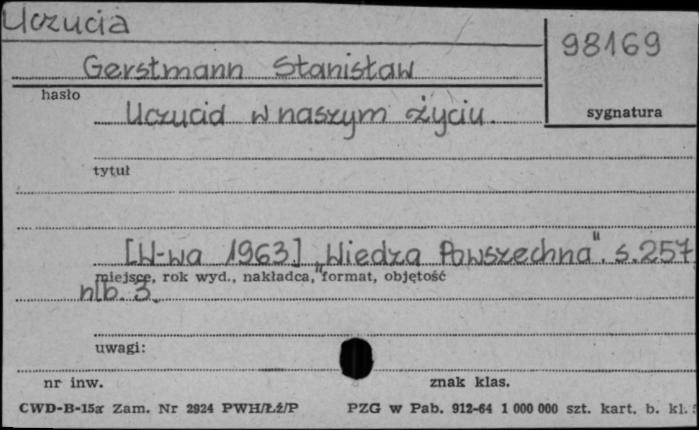 Uczucia
98169
Gerstmann Stanisław
hasło
sygnatura
Uczucia w naszym życiu.
tytuł
[W-wa 1963] „Wiedza Powszechna". s. 257
miejsce, rok wyd., nakładca, format, objętość
nlb. 3.
uwagi:
nr inw. znak klas.
CWD-B-15a Zam. Nr 2924 PWH/Łż/P PZG w Pab. 912-64 1 000 000 szt. kart. b. kl.